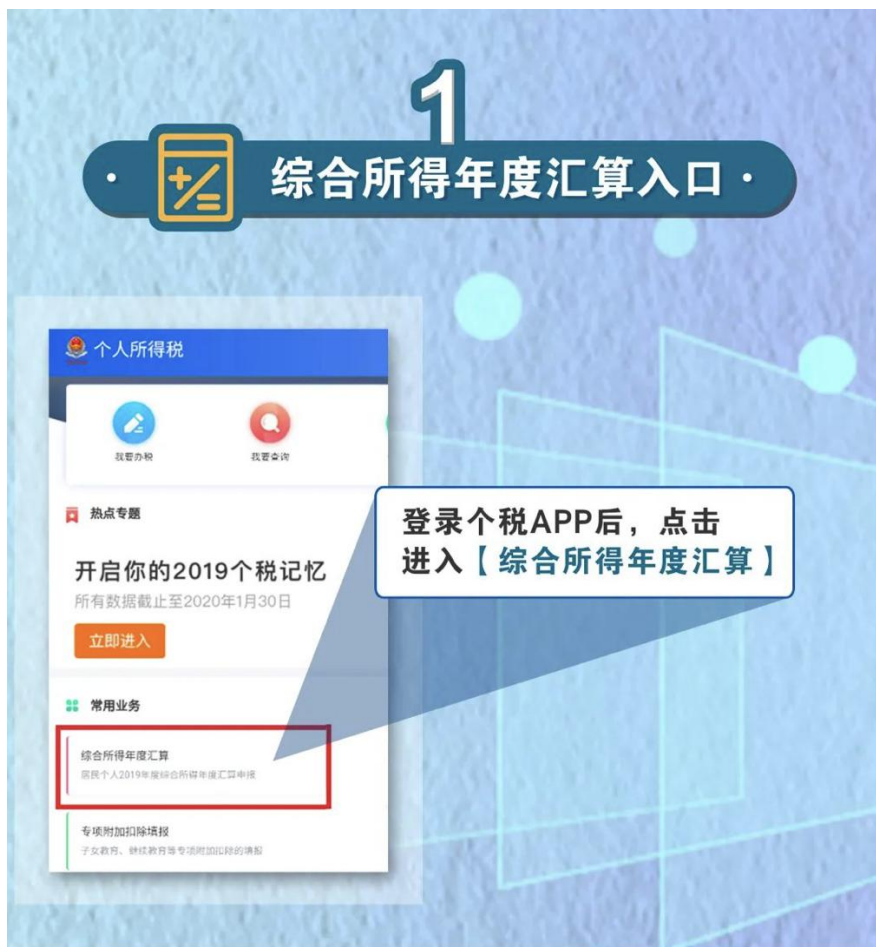 1
· 综合所得年度汇算入口 ·
个人所得税
我要办税 我要查询
热点专题
登录个税APP后，点击
进入【综合所得年度汇算】
开启你的2019个税记忆
所有数据截止至2020年1月30日
立即进入
常用业务
综合所得年度汇算
居民个人2019年度综合所得年度汇算申报
专项附加扣除填报
子女教育、继续教育等专项附加扣除的填报